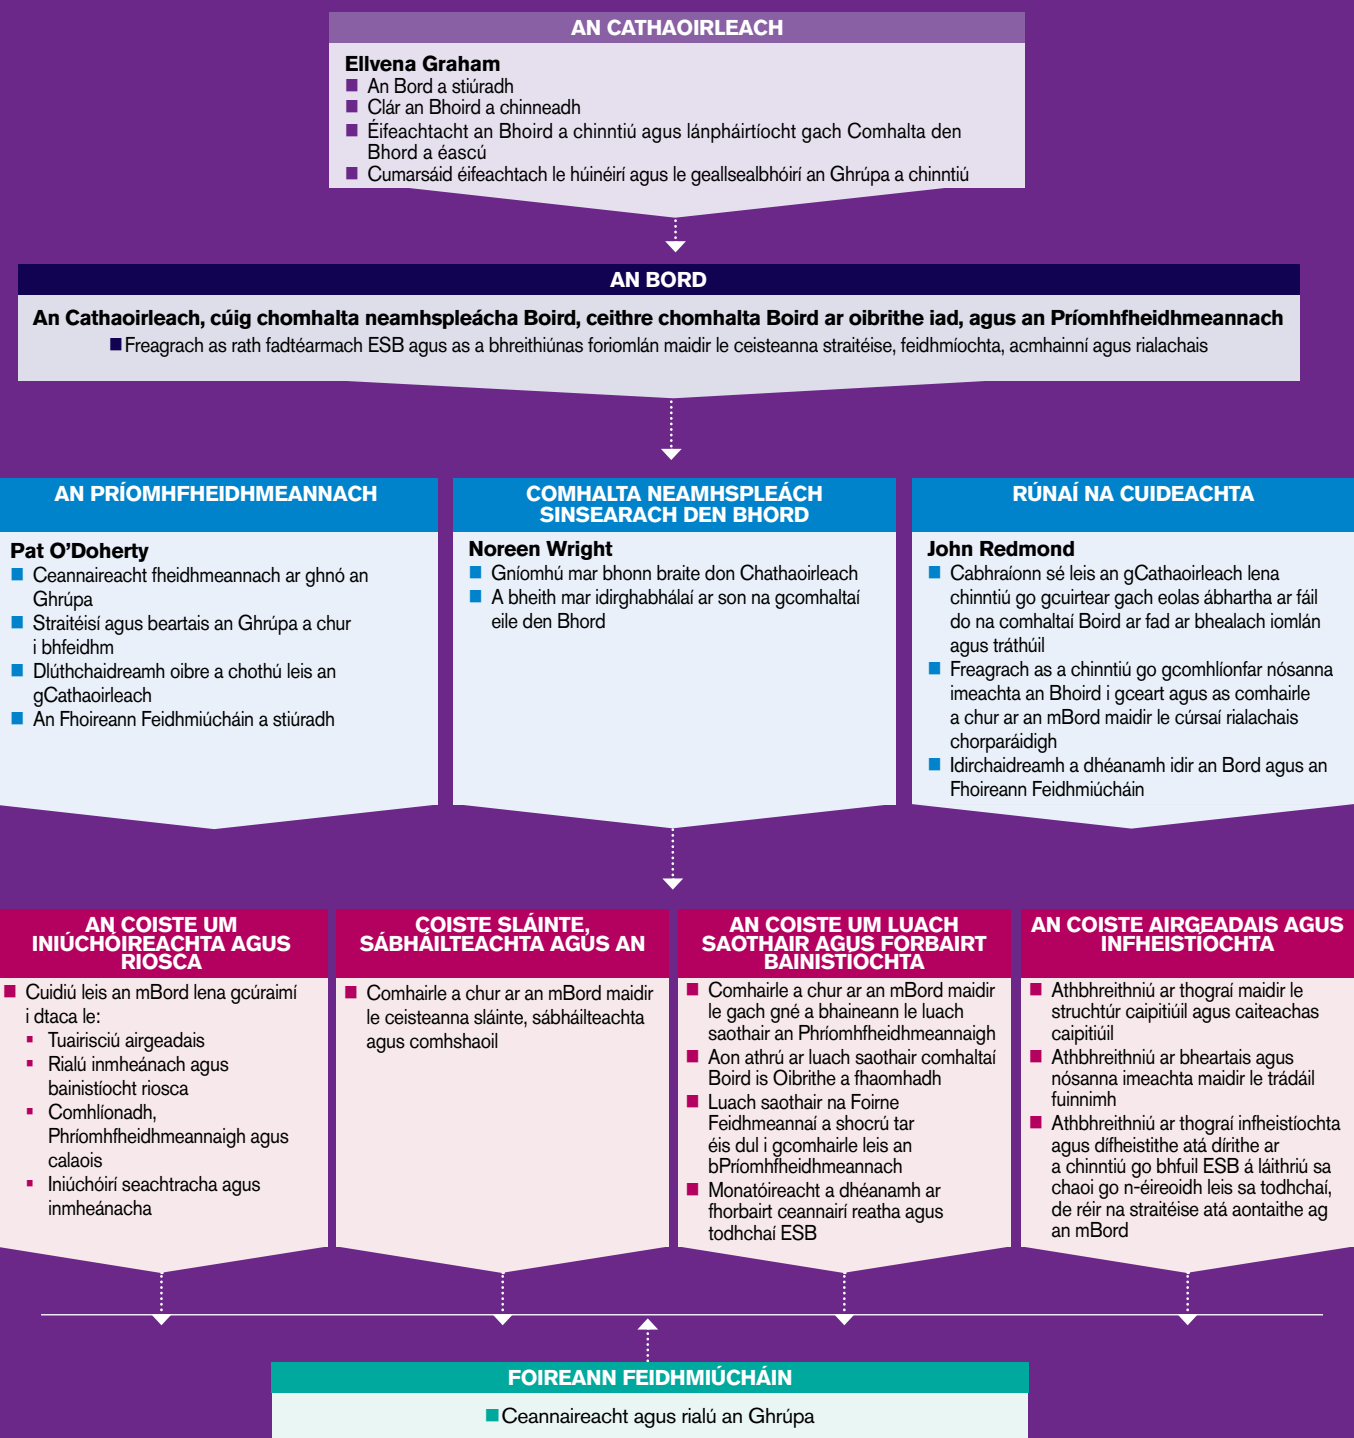 AN CATHAOIRLEACH
Ellvena Graham
■ An Bord a stiúradh
■ Clár an Bhoird a chinneadh
■ Éifeachtacht an Bhoird a chinntiú agus lánpháirtíocht gach Comhalta den
Bhord a éascú
■ Cumarsáid éifeachtach le húinéirí agus le geallsealbhóirí an Ghrúpa a chinntiú
AN BORD
An Cathaoirleach, cúig chomhalta neamhspleácha Boird, ceithre chomhalta Boird ar oibrithe iad, agus an Príomhfheidhmeannach
■ Freagrach as rath fadtéarmach ESB agus as a bhreithiúnas foriomlán maidir le ceisteanna straitéise, feidhmíochta, acmhainní agus rialachais
AN PRÍOMHFHEIDHMEANNACH
Pat O'Doherty
■ Ceannaireacht fheidhmeannach ar ghnó an
Ghrúpa
■ Straitéisí agus beartais an Ghrúpa a chur
i bhfeidhm
■ Dlúthchaidreamh oibre a chothú leis an
gCathaoirleach
■ An Fhoireann Feidhmiúcháin a stiúradh
COMHALTA NEAMHSPLEÁCH
SINSEARACH DEN BHORD
Noreen Wright
■ Gníomhú mar bhonn braite don Chathaoirleach
■ A bheith mar idirghabhálaí ar son na gcomhaltaí
eile den Bhord
RÚNAÍ NA CUIDEACHTA
John Redmond
■ Cabhraíonn sé leis an gCathaoirleach lena
chinntiú go gcuirtear gach eolas ábhartha ar fáil
do na comhaltaí Boird ar fad ar bhealach iomlán
agus tráthúil
■ Freagrach as a chinntiú go gcomhlíonfar nósanna
imeachta an Bhoird i gceart agus as comhairle
a chur ar an mBord maidir le cúrsaí rialachais
chorparáidigh
■ Idirchaidreamh a dhéanamh idir an Bord agus an
Fhoireann Feidhmiúcháin
AN COISTE UM
INIÚCHÓIREACHTA AGUS
RIOSCA
■ Cuidiú leis an mBord lena gcúraimí
i dtaca le:
▪ Tuairisciú airgeadais
▪ Rialú inmheánach agus
bainistíocht riosca
▪ Comhlíonadh,
Phríomhfheidhmeannaigh agus
calaois
▪ Iniúchóirí seachtracha agus
inmheánacha
COISTE SLÁINTE,
SÁBHÁILTEACHTA AGUS AN
■ Comhairle a chur ar an mBord maidir
le ceisteanna sláinte, sábháilteachta
agus comhshaoil
AN COISTE UM LUACH
SAOTHAIR AGUS FORBAIRT
BAINISTÍOCHTA
■ Comhairle a chur ar an mBord maidir
le gach gné a bhaineann le luach
saothair an Phríomhfheidhmeannaigh
■ Aon athrú ar luach saothair comhaltaí
Boird is Oibrithe a fhaomhadh
■ Luach saothair na Foirne
Feidhmeannaí a shocrú tar
éis dul i gcomhairle leis an
bPríomhfheidhmeannach
■ Monatóireacht a dhéanamh ar
fhorbairt ceannairí reatha agus
todhchaí ESB
AN COISTE AIRGEADAIS AGUS
INFHEISTÍOCHTA
■ Athbhreithniú ar thograí maidir le
struchtúr caipitiúil agus caiteachas
caipitiúil
■ Athbhreithniú ar bheartais agus
nósanna imeachta maidir le trádáil
fuinnimh
■ Athbhreithniú ar thograí infheistíochta
agus dífheistithe atá dírithe ar
a chinntiú go bhfuil ESB á láithriú sa
chaoi go n-éireoidh leis sa todhchaí,
de réir na straitéise atá aontaithe ag
an mBord
FOIREANN FEIDHMIÚCHÁIN
■ Ceannaireacht agus rialú an Ghrúpa